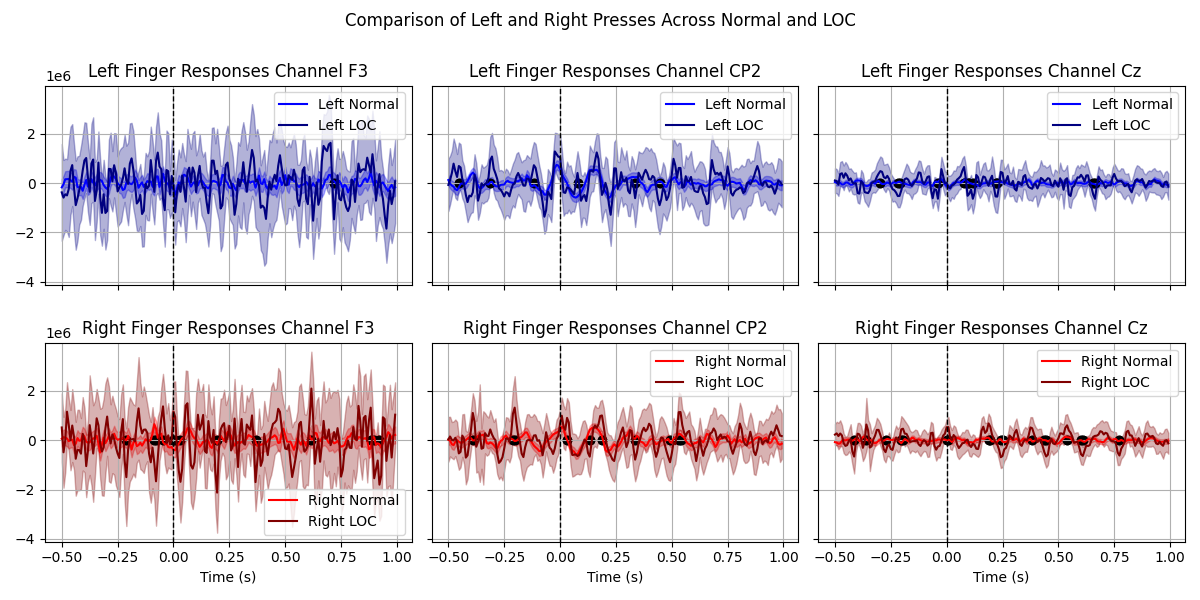 Comparison of Left and Right Presses Across Normal and LOC
Left Finger Responses Channel F3
Left Finger Responses Channel CP2
Left Finger Responses Channel Cz
1e6
Left Normal
Left LOC
Left Normal
Left LOC
Left Normal
Left LOC
2
0
−2
−4
Right Finger Responses Channel F3
Right Finger Responses Channel CP2
Right Finger Responses Channel Cz
1e6
Right Normal
Right LOC
Right Normal
Right LOC
Right Normal
Right LOC
2
0
−2
−4
−0.50 −0.25 0.00 0.25 0.50 0.75 1.00
−0.50 −0.25 0.00 0.25 0.50 0.75 1.00
−0.50 −0.25 0.00 0.25 0.50 0.75 1.00
Time (s)
Time (s)
Time (s)